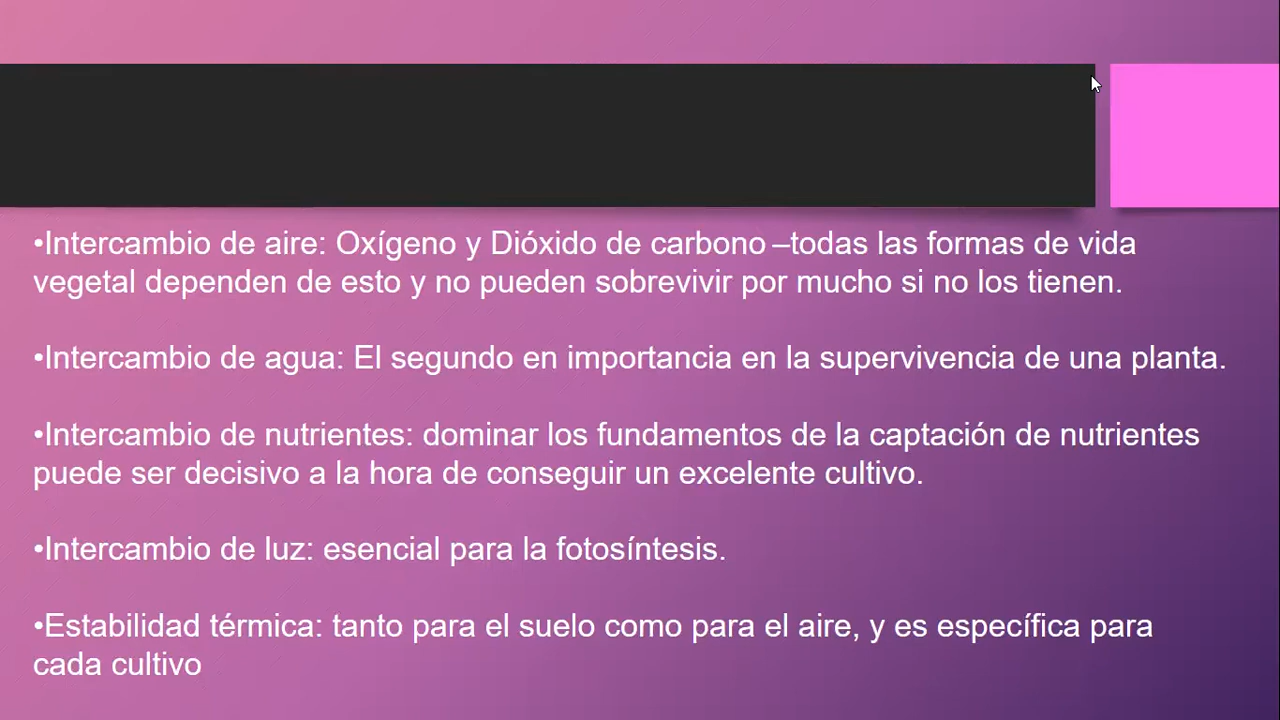 •Intercambio de aire: Oxígeno y Dióxido de carbono –todas las formas de vida
vegetal dependen de esto y no pueden sobrevivir por mucho si no los tienen.
•Intercambio de agua: El segundo en importancia en la supervivencia de una planta.
•Intercambio de nutrientes: dominar los fundamentos de la captación de nutrientes
puede ser decisivo a la hora de conseguir un excelente cultivo.
•Intercambio de luz: esencial para la fotosíntesis.
•Estabilidad térmica: tanto para el suelo como para el aire, y es específica para
cada cultivo